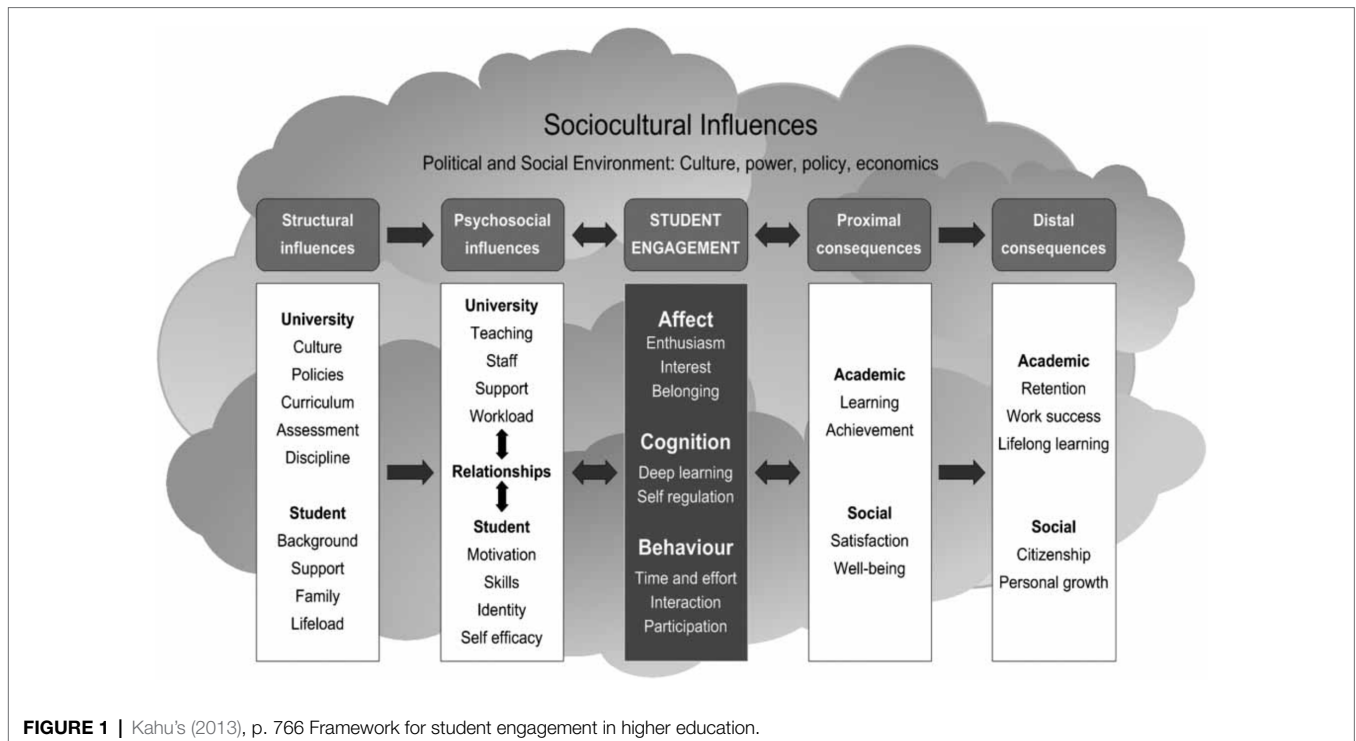 Sociocultural Influences
Political and Social Environment: Culture, power, policy, economics
Structural
influences
Psychosocial
influences
STUDENT
ENGAGEMENT
Proximal
consequences
Distal
consequences
University
Culture
Policies
Curriculum
Assessment
Discipline
Student
Background
Support
Family
Lifeload
University
Teaching
Staff
Support
Workload
Relationships
Student
Motivation
Skills
Identity
Self efficacy
Affect
Enthusiasm
Interest
Belonging
Cognition
Deep learning
Self regulation
Behaviour
Time and effort
Interaction
Participation
Academic
Learning
Achievement
Social
Satisfaction
Well-being
Academic
Retention
Work success
Lifelong learning
Social
Citizenship
Personal growth
FIGURE 1 | Kahu's (2013), p. 766 Framework for student engagement in higher education.